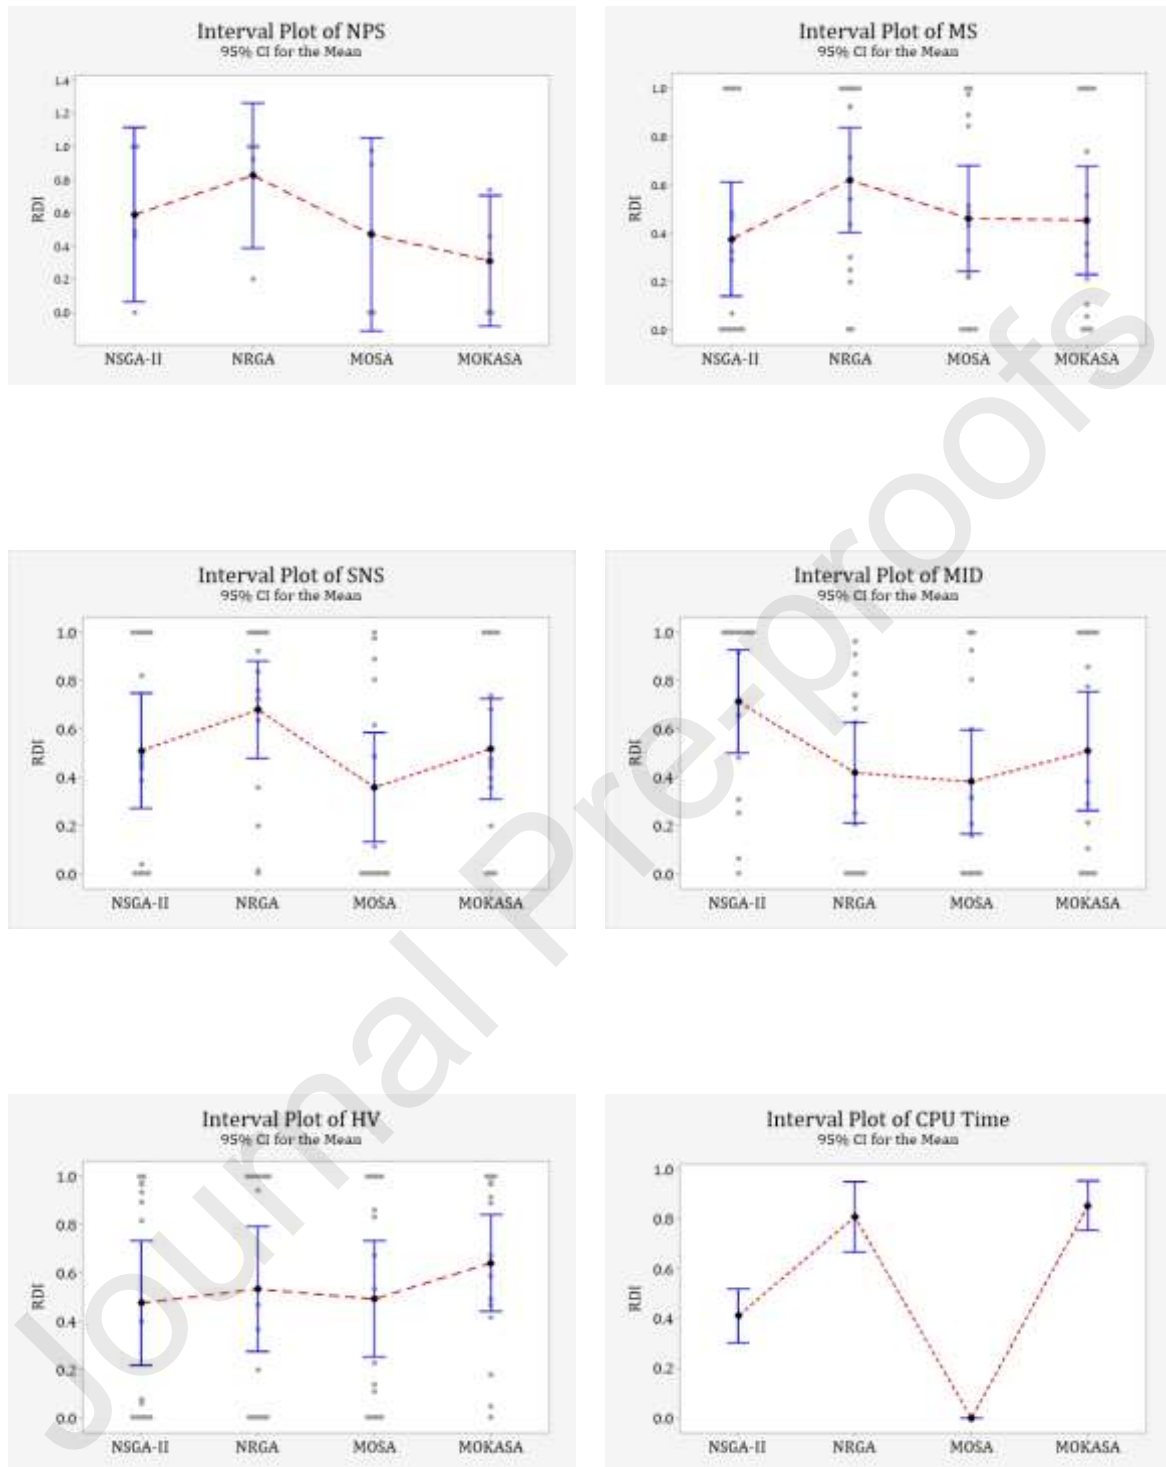 Interval Plot of NPS
95% CI for the Mean
RDI
1.4
1.2
1.0
0.8
0.6
0.4
0.2
0.0
NSGA-II NRGA MOSA MOKASA
Interval Plot of MS
95% CI for the Mean
RDI
1.0
0.8
0.6
0.4
0.2
0.0
NSGA-II NRGA MOSA MOKASA
Interval Plot of SNS
95% CI for the Mean
RDI
1.0
0.8
0.6
0.4
0.2
0.0
NSGA-II NRGA MOSA MOKASA
Interval Plot of MID
95% CI for the Mean
RDI
1.0
0.8
0.6
0.4
0.2
0.0
NSGA-II NRGA MOSA MOKASA
Interval Plot of HV
95% CI for the Mean
RDI
1.0
0.8
0.6
0.4
0.2
0.0
NSGA-II NRGA MOSA MOKASA
Interval Plot of CPU Time
95% CI for the Mean
RDI
1.0
0.8
0.6
0.4
0.2
0.0
NSGA-II NRGA MOSA MOKASA
Journal Pre-proofs